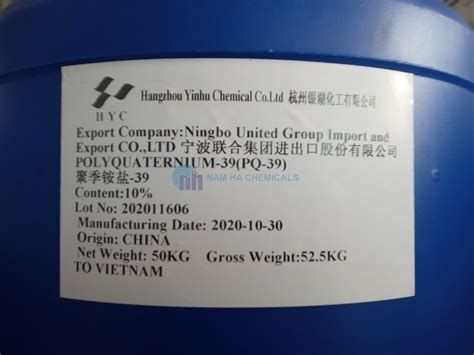 HYC
Hangzhou Yinhu Chemical Co.Ltd 杭州银湖化工有限公司
Export Company:Ningbo United Group Import and
Export CO.,LTD 宁波联合集团进出口股份有限公司
POLYQUATERNIUM-39(PQ-39)
聚季铵盐-39
NAM HA CHEMICALS
Content:10%
Lot No: 202011606
Manufacturing Date: 2020-10-30
Origin: CHINA
Net Weight: 50KG Gross Weight:52.5KG
TO VIETNAM